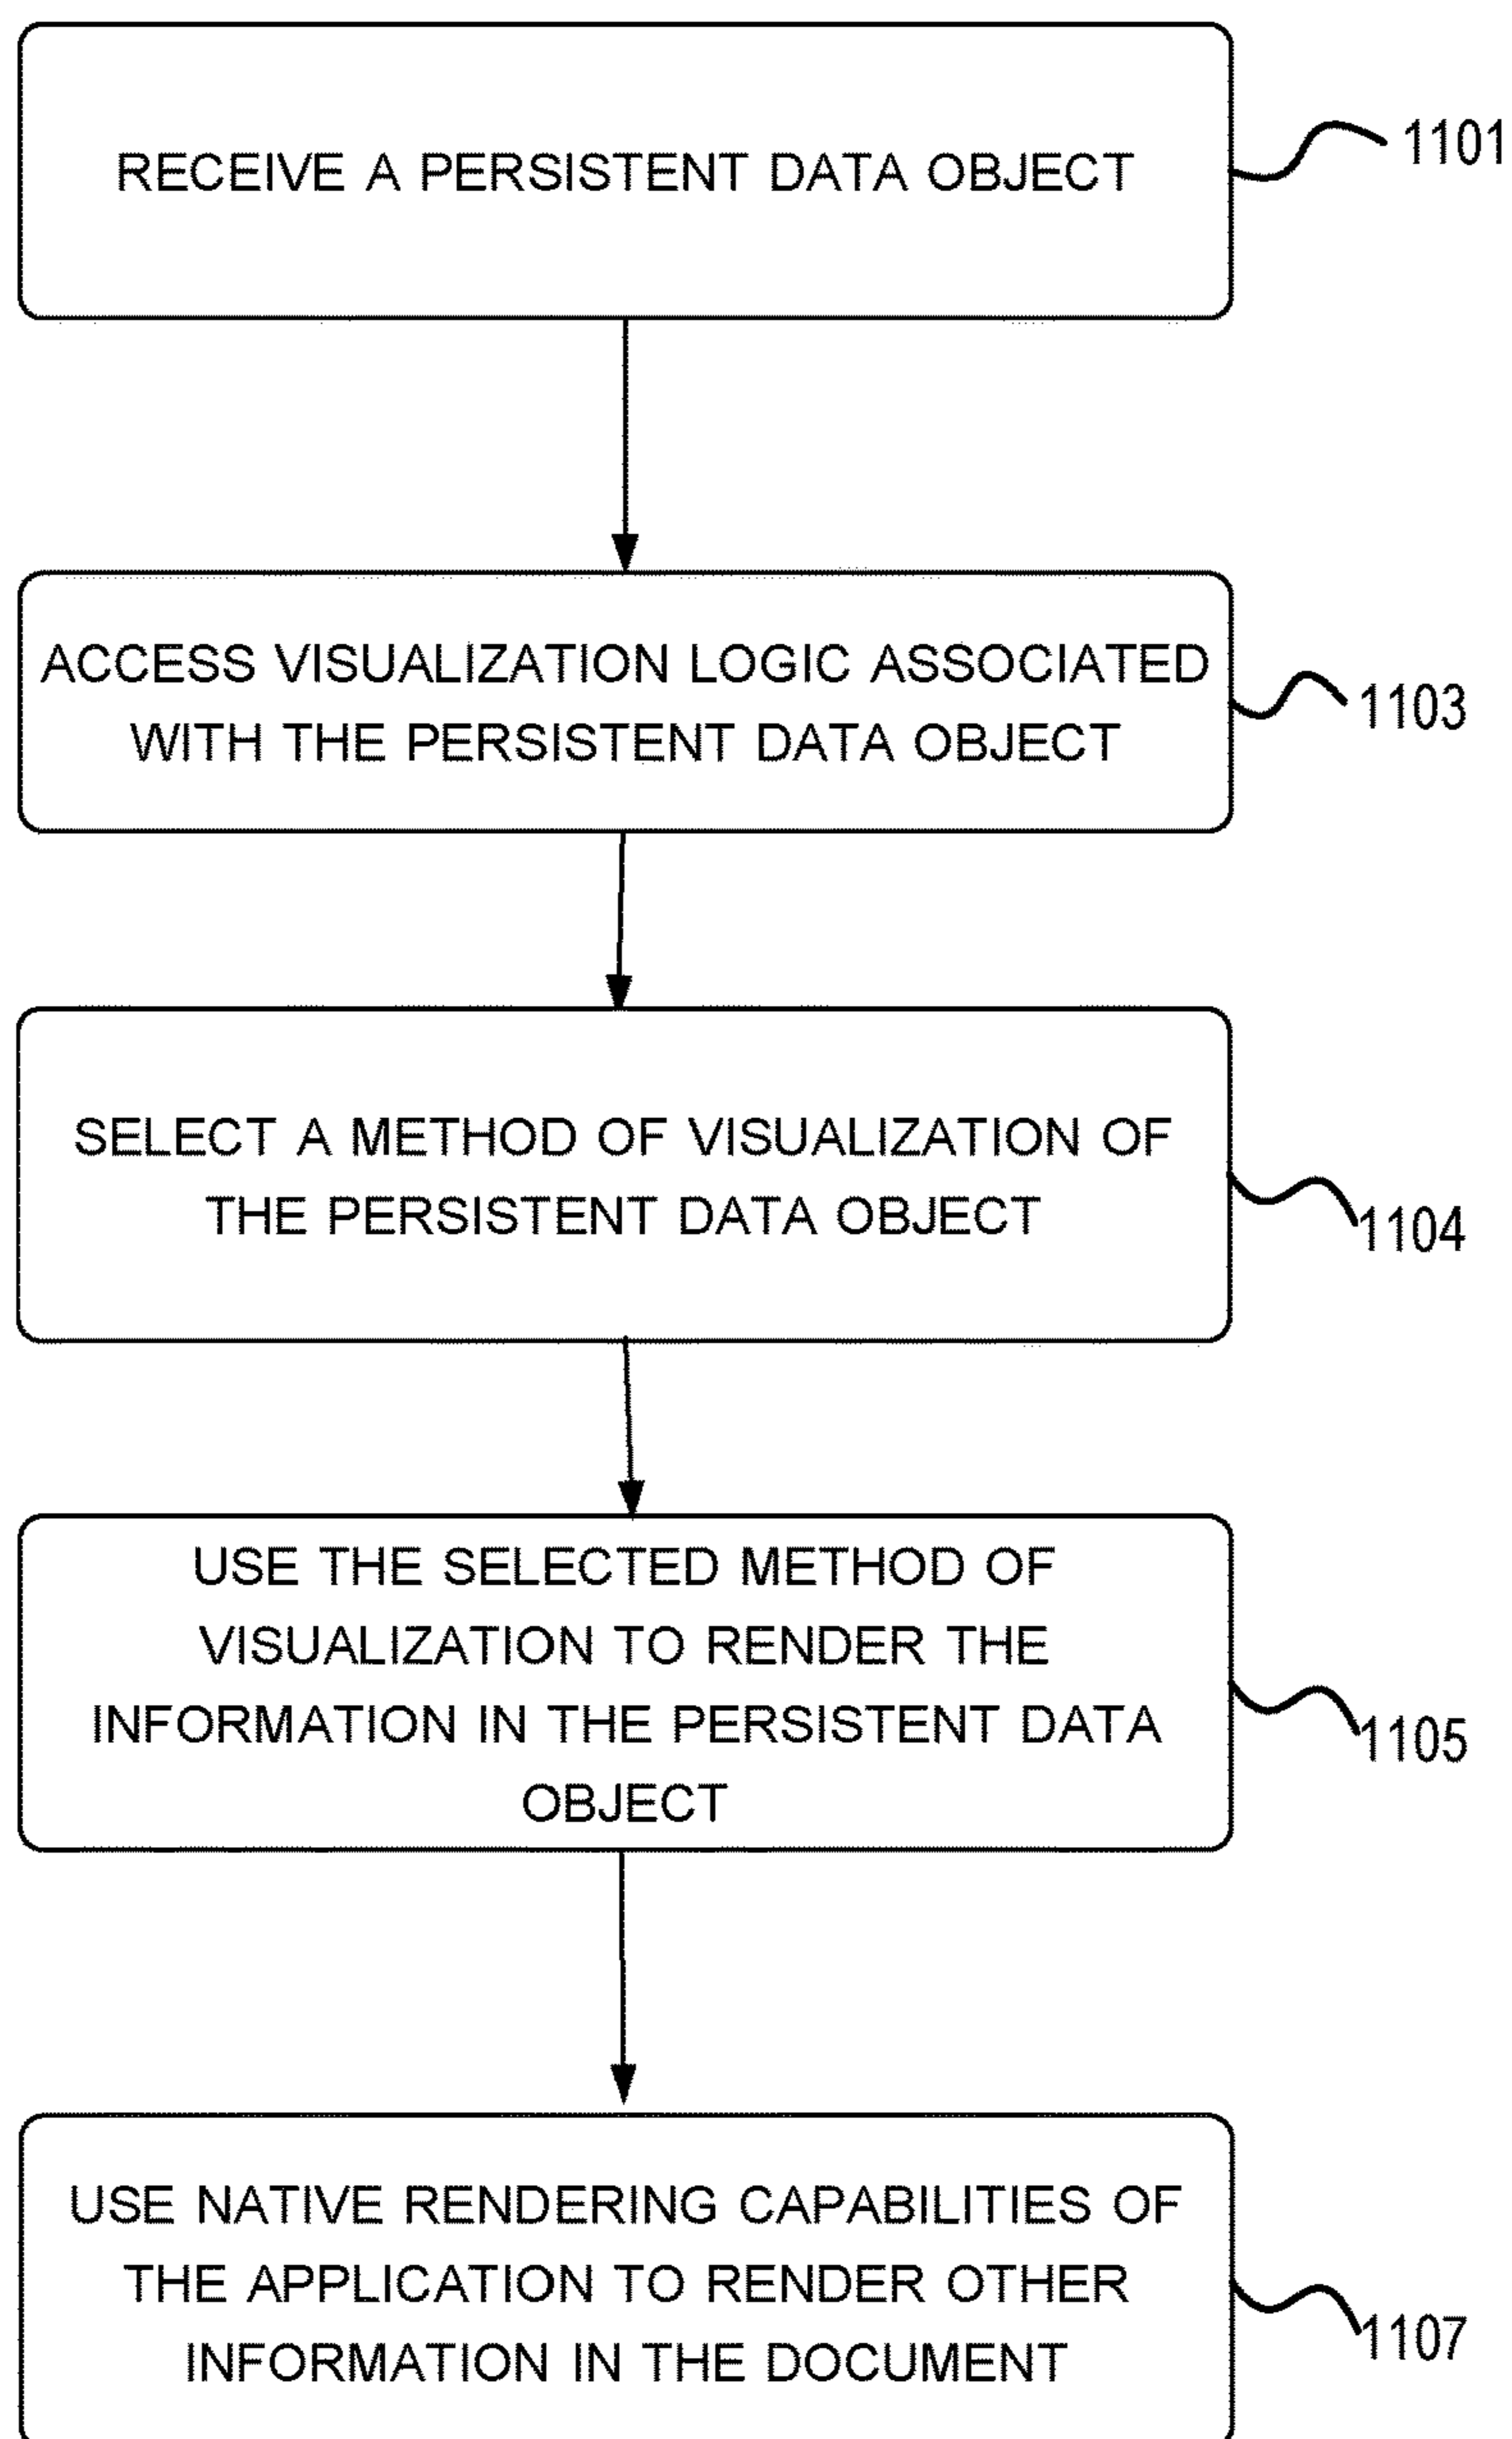 RECEIVE A PERSISTENT DATA OBJECT
1101
ACCESS VISUALIZATION LOGIC ASSOCIATED
WITH THE PERSISTENT DATA OBJECT
1103
SELECT A METHOD OF VISUALIZATION OF
THE PERSISTENT DATA OBJECT
1104
USE THE SELECTED METHOD OF
VISUALIZATION TO RENDER THE
INFORMATION IN THE PERSISTENT DATA
OBJECT
1105
USE NATIVE RENDERING CAPABILITIES OF
THE APPLICATION TO RENDER OTHER
INFORMATION IN THE DOCUMENT
1107